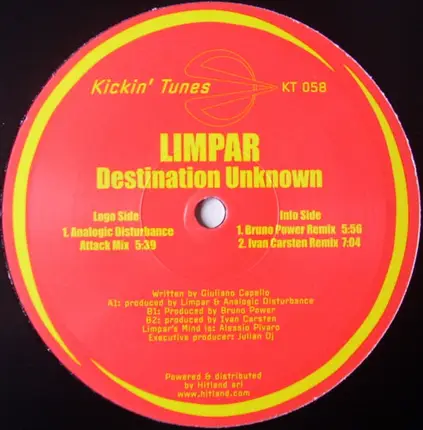 Kickin' Tunes KT 058
LIMPAR
Destination Unknown
Logo Side
1. Analogic Disturbance
Attack Mix 5:39
Info Side
1. Bruno Power Remix 5:56
2. Ivan Carsten Remix 7:04
Written by Giuliano Capello
A1: produced by Limpar & Analogic Disturbance
B1: Produced by Bruno Power
B2: produced by Ivan Carsten
Limpar's Mind is: Alessio Pivaro
Executive producer: Julian Dj
Powered & distributed
by Hitland srl
www.hitland.com